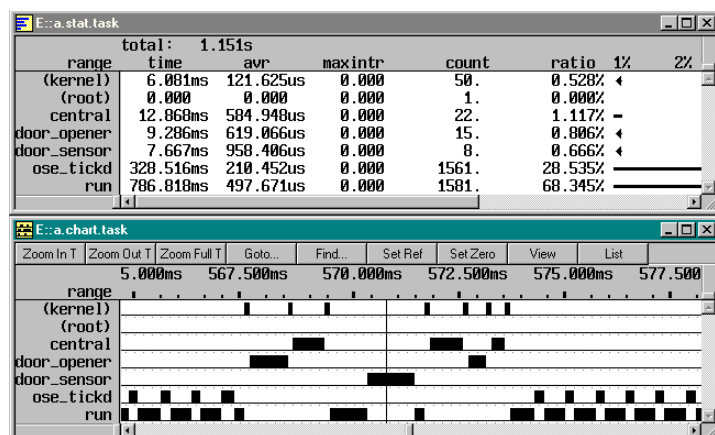 E::a.stat.task
total: 1.151s
range time avr maxintr count ratio 1% 2%
(kernel) 6.081ms 121.625us 0.000 50. 0.528%
(root) 0.000 0.000 0.000 1. 0.000%
central 12.868ms 584.948us 0.000 22. 1.117%
door_opener 9.286ms 619.066us 0.000 15. 0.806%
door_sensor 7.667ms 958.406us 0.000 8. 0.666%
ose_tickd 328.516ms 210.452us 0.000 1561. 28.535%
run 786.818ms 497.671us 0.000 1581. 68.345%
E::a.chart.task
Zoom In T Zoom Out T Zoom Full T Goto... Find... Set Ref Set Zero View List
5.000ms 567.500ms 570.000ms 572.500ms 575.000ms 577.500
range
(kernel)
(root)
central
door_opener
door_sensor
ose_tickd
run